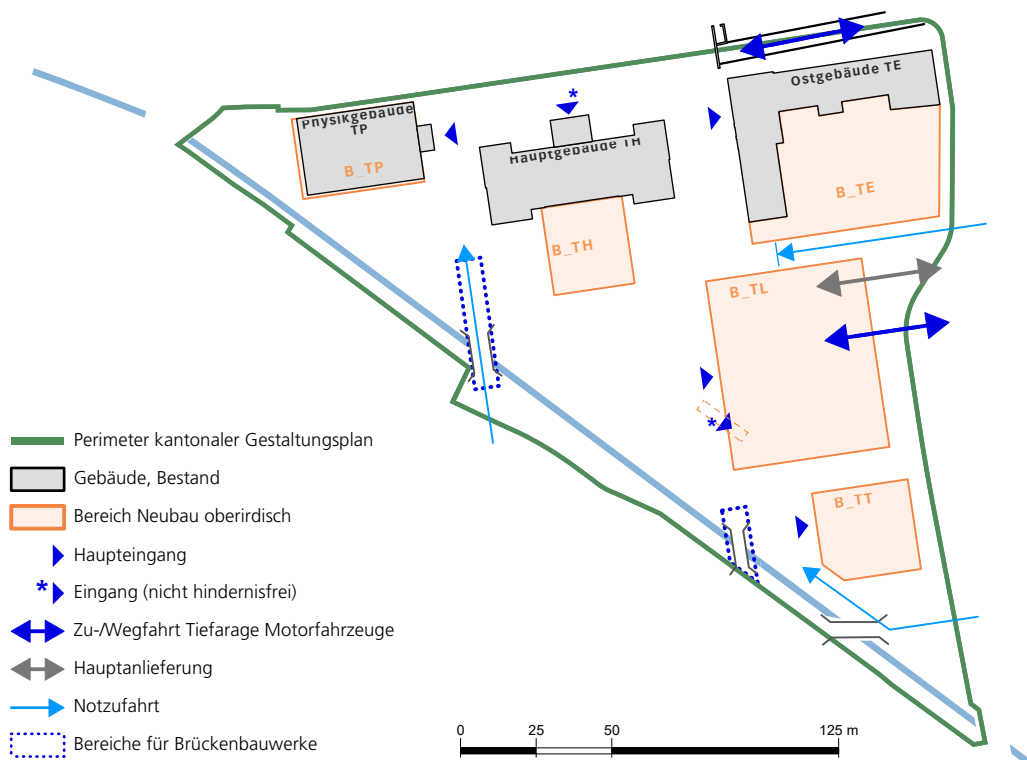 *
Ostgebäude TE
Physikgebäude
TP
Hauptgebäude TH
B_TP
B_TE
B_TH
B_TL
*
B_TT
Perimeter kantonaler Gestaltungsplan
Gebäude, Bestand
Bereich Neubau oberirdisch
Haupteingang
* Eingang (nicht hindernisfrei)
Zu-/Wegfahrt Tiefarage Motorfahrzeuge
Hauptanlieferung
Notzufahrt
Bereiche für Brückenbauwerke
0 25 50 125 m